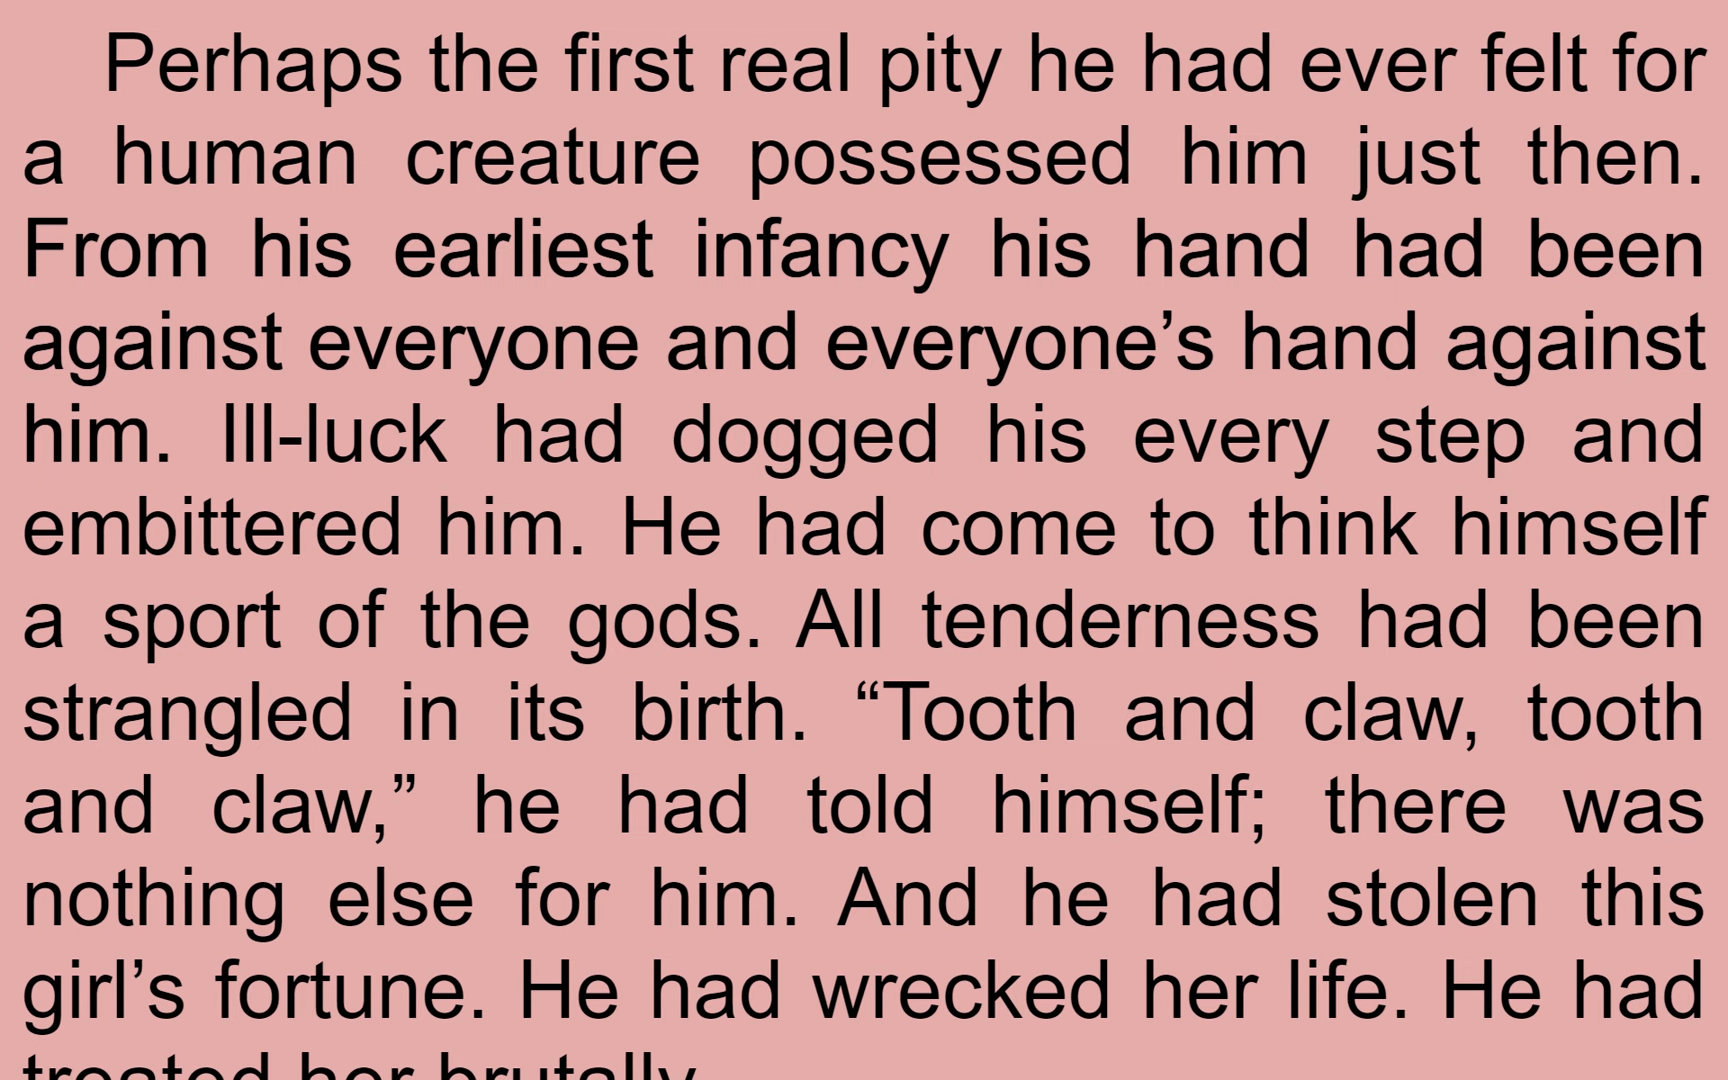 Perhaps the first real pity he had ever felt for
a human creature possessed him just then.
From his earliest infancy his hand had been
against everyone and everyone’s hand against
him. Ill-luck had dogged his every step and
embittered him. He had come to think himself
a sport of the gods. All tenderness had been
strangled in its birth. “Tooth and claw, tooth
and claw,” he had told himself; there was
nothing else for him. And he had stolen this
girl’s fortune. He had wrecked her life. He had
treated her brutally.